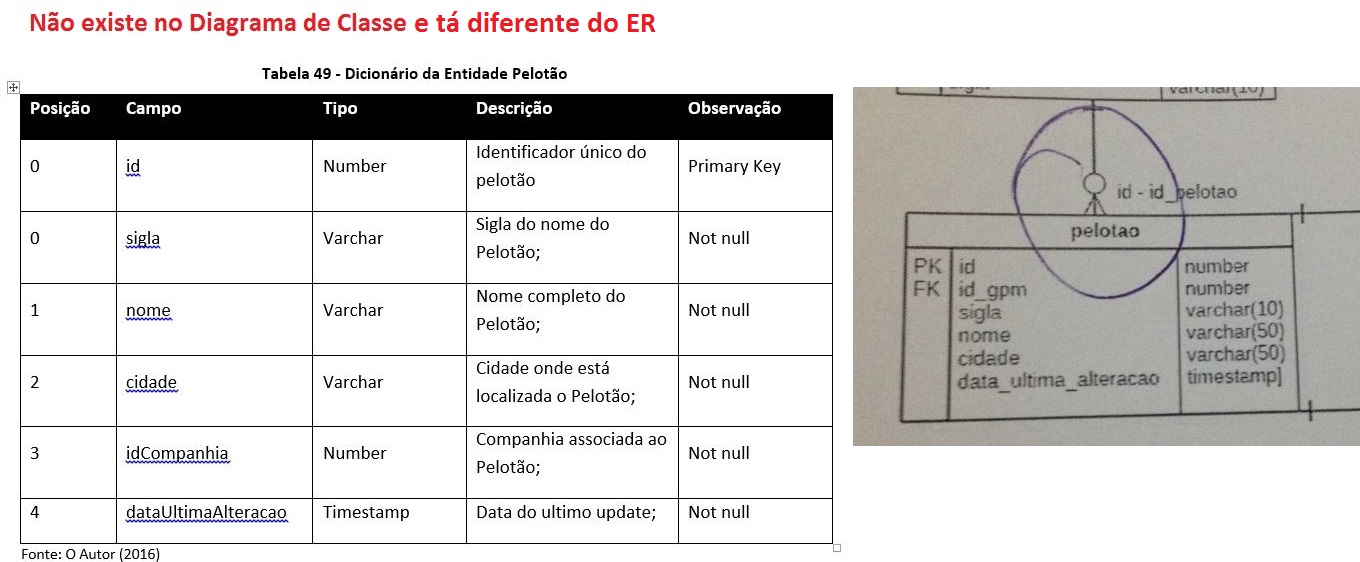 Não existe no Diagrama de Classe e tá diferente do ER
Tabela 49 - Dicionário da Entidade Pelotão
Posição Campo Tipo Descrição Observação
0 id Number Identificador único do pelotão Primary Key
0 sigla Varchar Sigla do nome do Pelotão; Not null
1 nome Varchar Nome completo do Pelotão; Not null
2 cidade Varchar Cidade onde está localizada o Pelotão; Not null
3 idCompanhia Number Companhia associada ao Pelotão; Not null
4 dataUltimaAlteracao Timestamp Data do ultimo update; Not null
Fonte: O Autor (2016)
sigla varchar(10)
id - id_pelotao
pelotao
PK id number
FK id_gpm number
sigla varchar(10)
nome varchar(50)
cidade varchar(50)
data_ultima_alteracao timestamp]